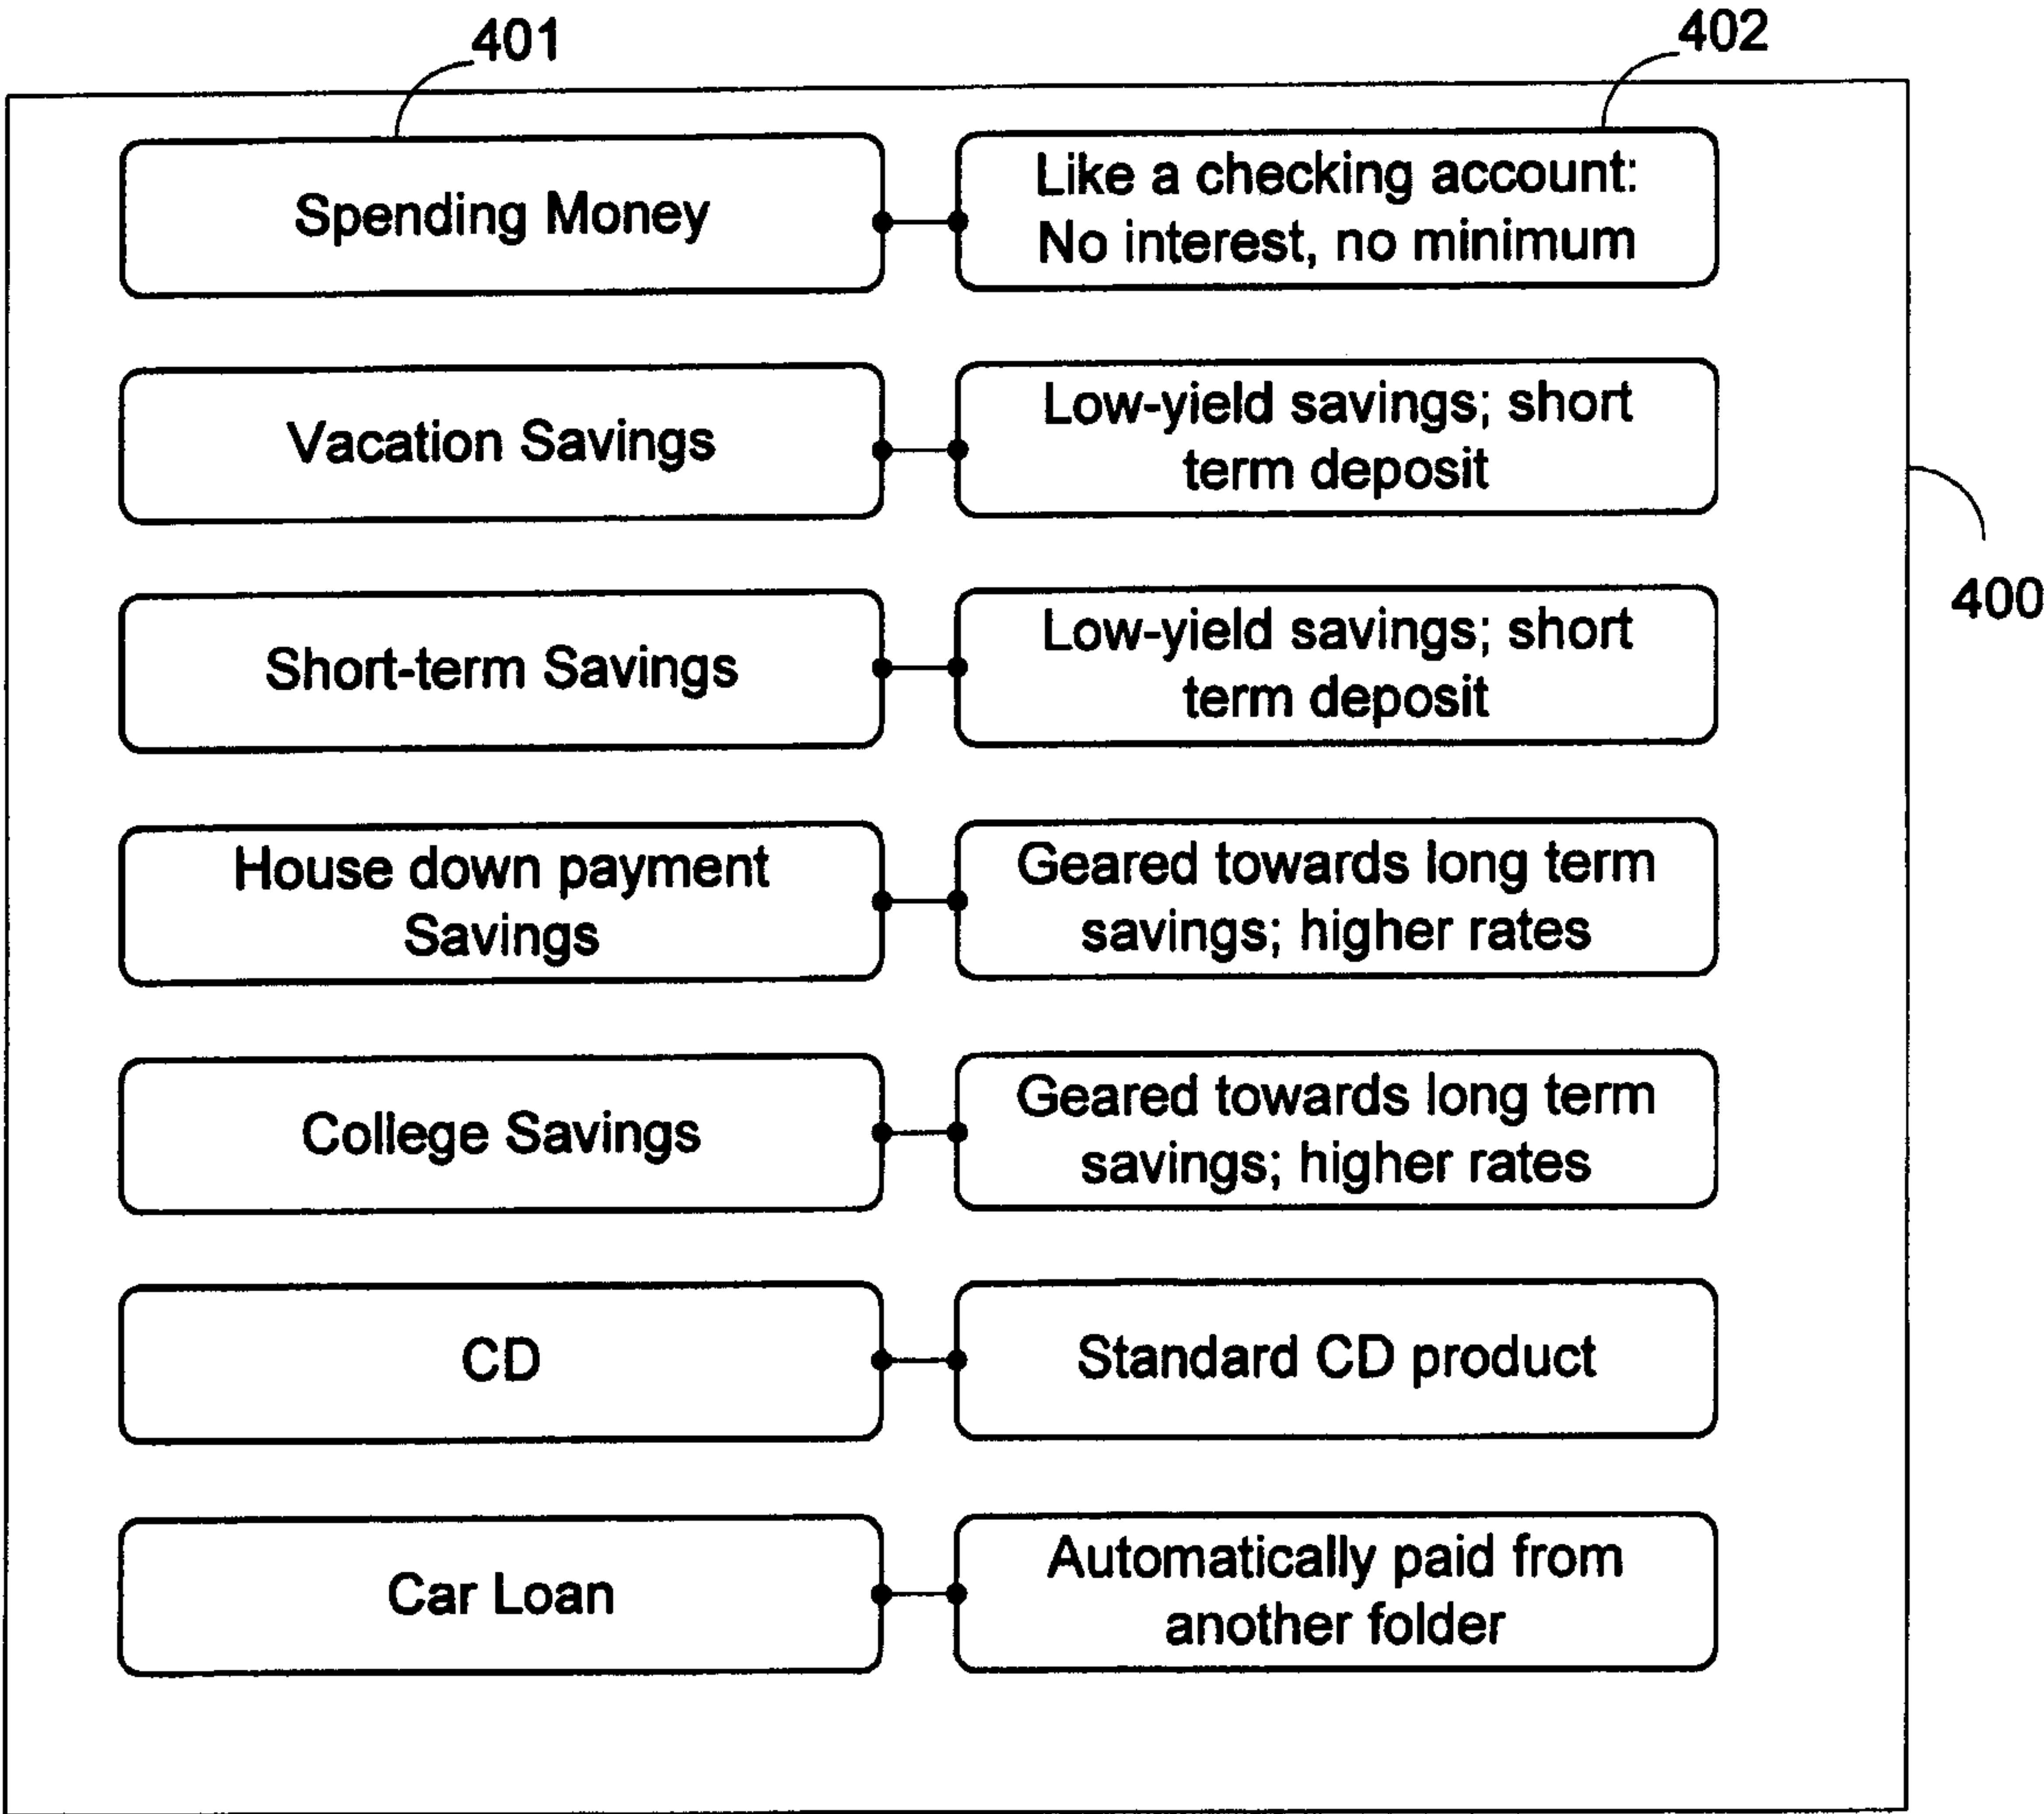 401
402
Spending Money
Like a checking account:
No interest, no minimum
Vacation Savings
Low-yield savings; short
term deposit
400
Short-term Savings
Low-yield savings; short
term deposit
House down payment
Savings
Geared towards long term
savings; higher rates
College Savings
Geared towards long term
savings; higher rates
CD
Standard CD product
Car Loan
Automatically paid from
another folder